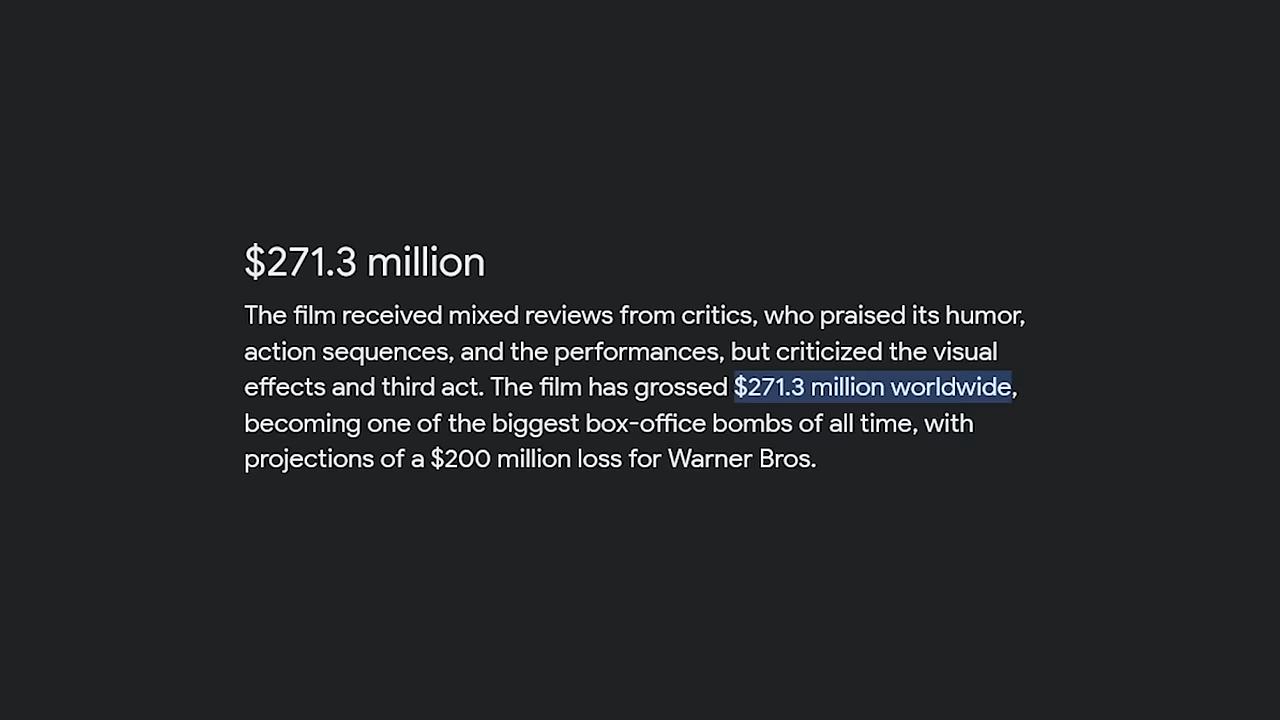 $271.3 million
The film received mixed reviews from critics, who praised its humor,
action sequences, and the performances, but criticized the visual
effects and third act. The film has grossed $271.3 million worldwide,
becoming one of the biggest box-office bombs of all time, with
projections of a $200 million loss for Warner Bros.